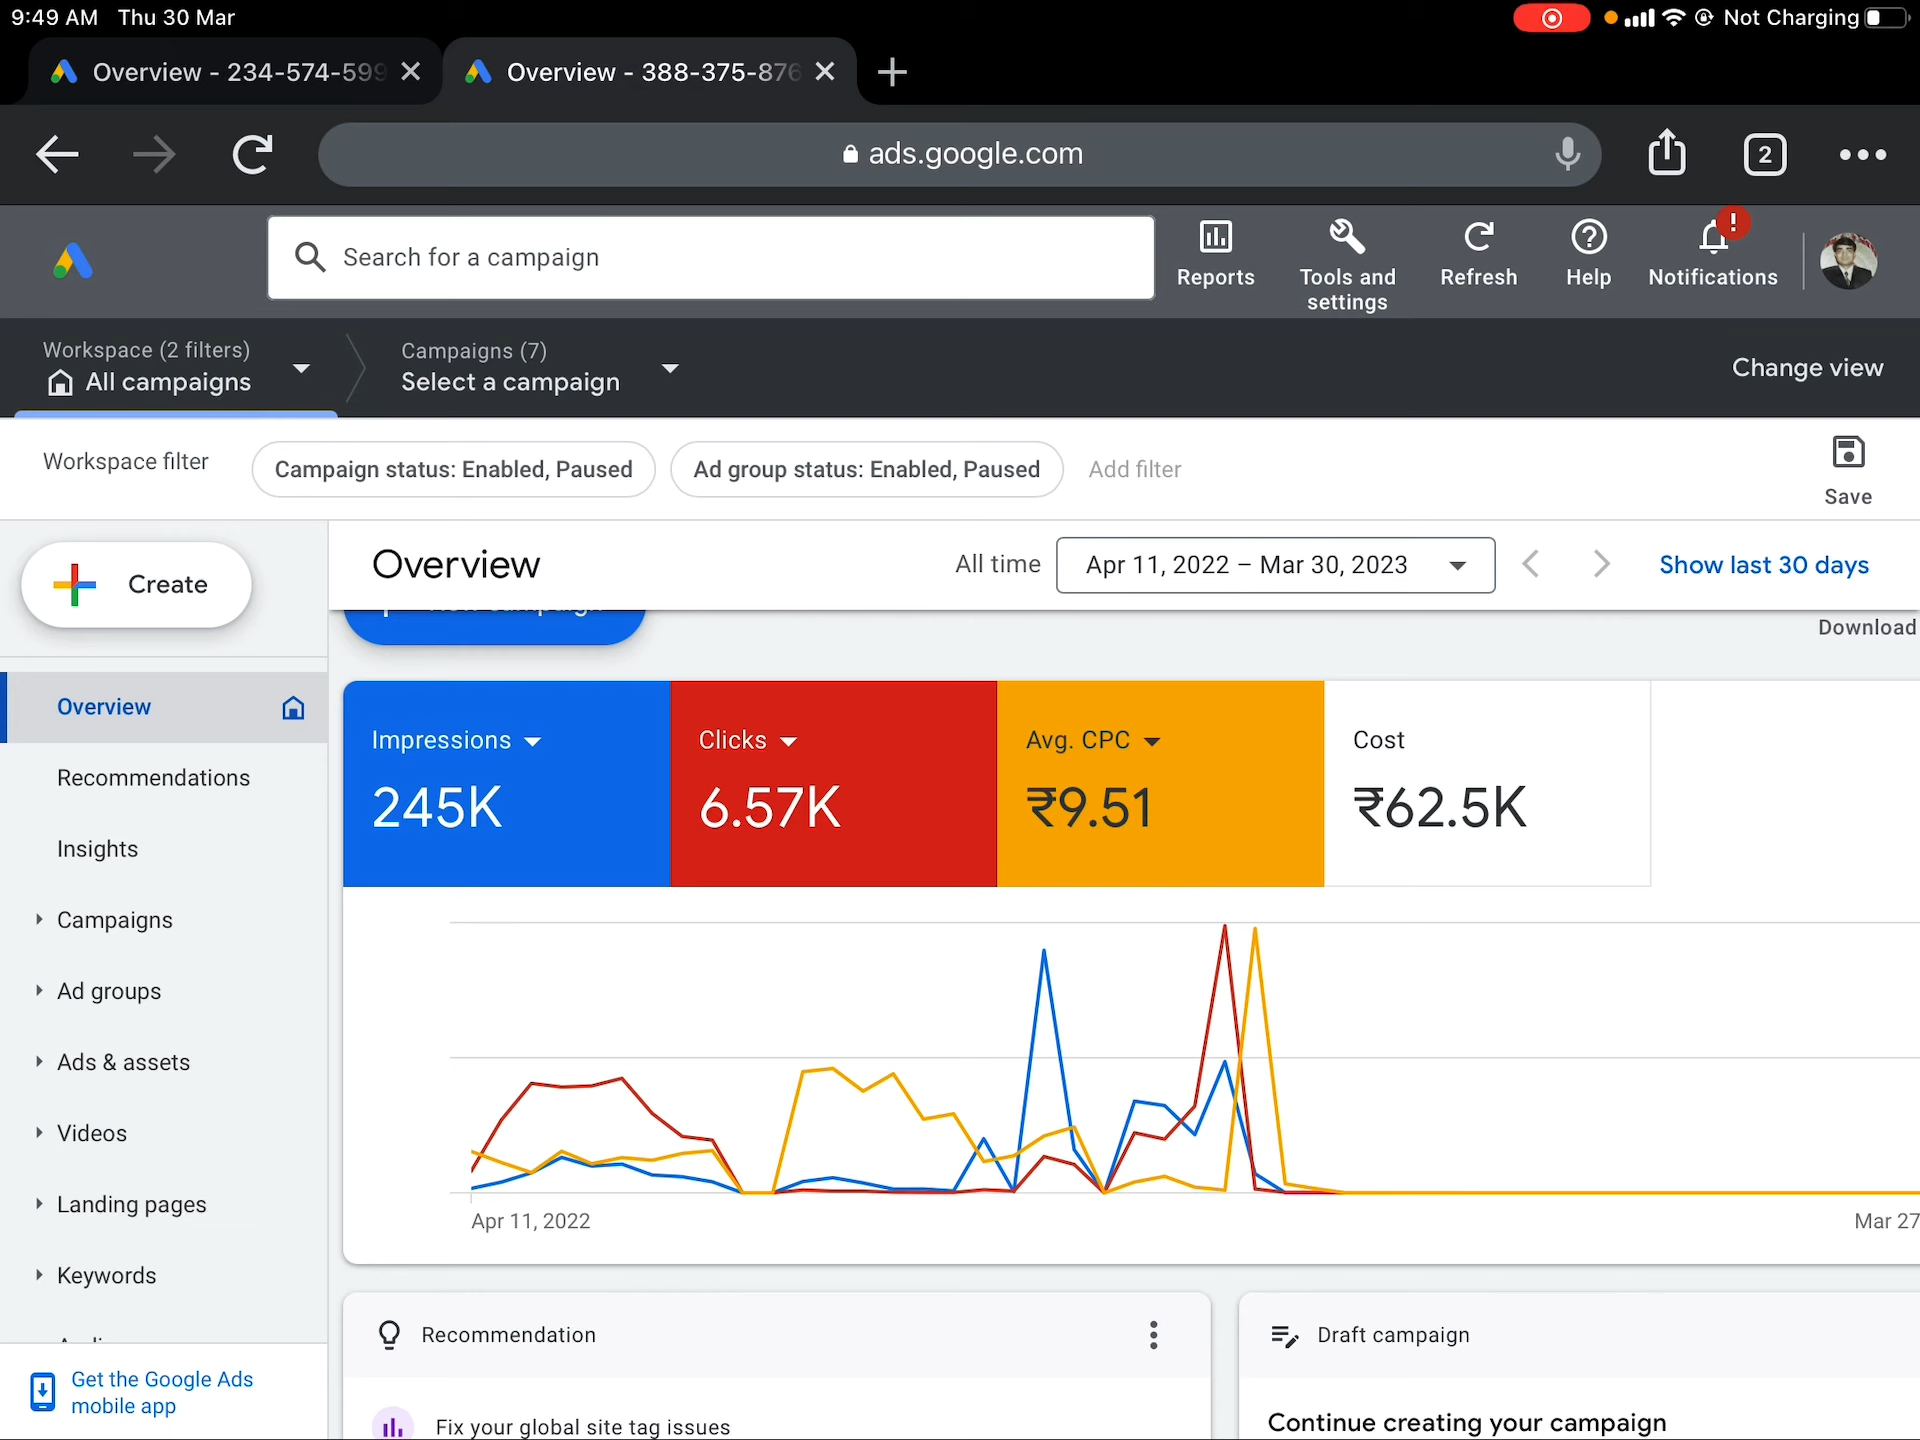 9:49 AM Thu 30 Mar
Not Charging
Overview - 234-574-599
Overview - 388-375-876
ads.google.com
2
Search for a campaign
Reports
Tools and settings
Refresh
Help
!
Notifications
Workspace (2 filters)
All campaigns
Campaigns (7)
Select a campaign
Change view
Workspace filter
Campaign status: Enabled, Paused
Ad group status: Enabled, Paused
Add filter
Save
Create
Overview
All time
Apr 11, 2022 – Mar 30, 2023
Show last 30 days
Download
Overview
Recommendations
Insights
Campaigns
Ad groups
Ads & assets
Videos
Landing pages
Keywords
Get the Google Ads
mobile app
Impressions
245K
Clicks
6.57K
Avg. CPC
₹9.51
Cost
₹62.5K
Apr 11, 2022
Mar 27
Recommendation
Fix your global site tag issues
Draft campaign
Continue creating your campaign